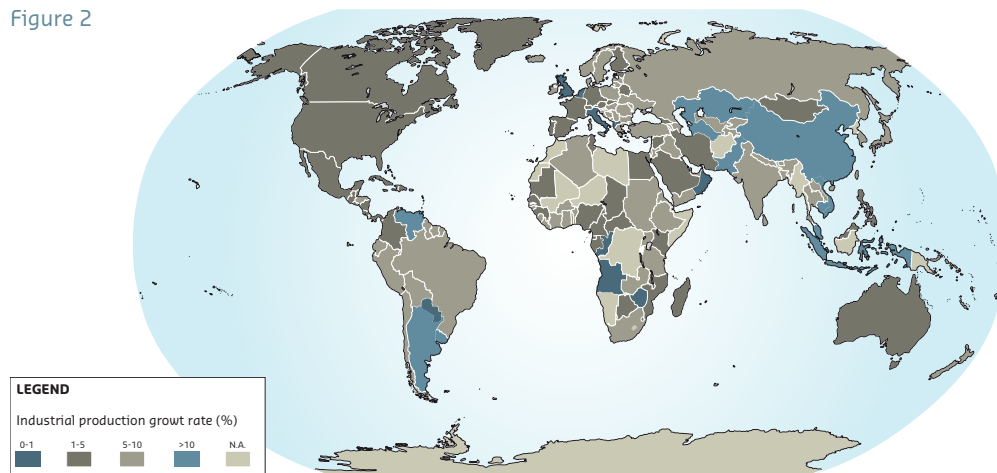 Figure 2
LEGEND
Industrial production growt rate (%)
0-1 1-5 5-10 >10 N.A.